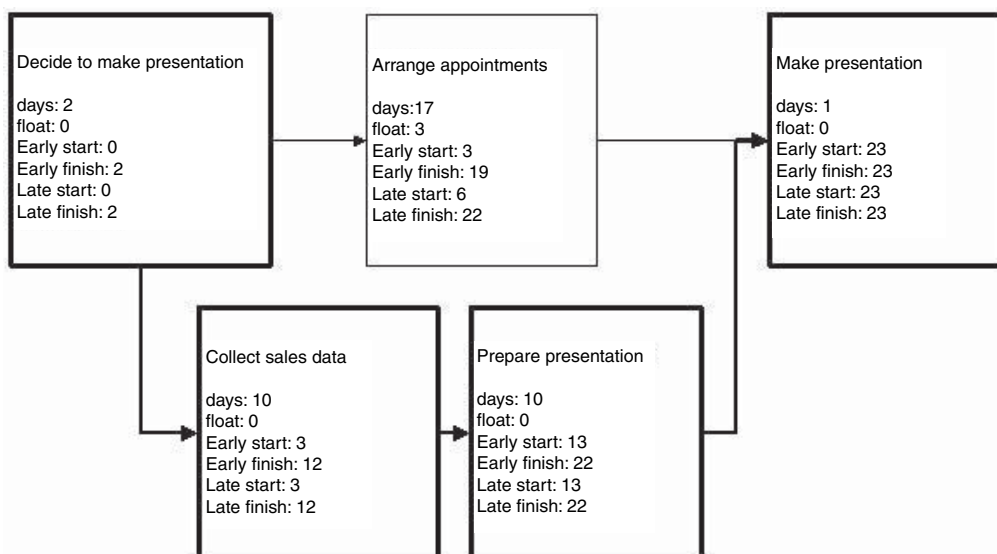 Decide to make presentation
days: 2
float: 0
Early start: 0
Early finish: 2
Late start: 0
Late finish: 2
Arrange appointments
days:17
float: 3
Early start: 3
Early finish: 19
Late start: 6
Late finish: 22
Make presentation
days: 1
float: 0
Early start: 23
Early finish: 23
Late start: 23
Late finish: 23
Collect sales data
days: 10
float: 0
Early start: 3
Early finish: 12
Late start: 3
Late finish: 12
Prepare presentation
days: 10
float: 0
Early start: 13
Early finish: 22
Late start: 13
Late finish: 22